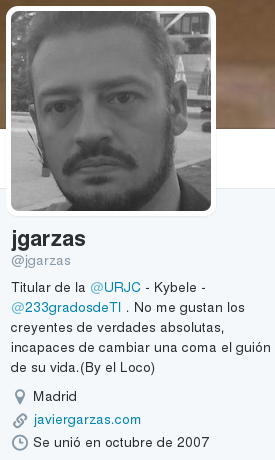 jgarzas
@jgarzas
Titular de la @URJC - Kybele -
@233gradosdeTI . No me gustan los
creyentes de verdades absolutas,
incapaces de cambiar una coma el guión
de su vida.(By el Loco)
Madrid
javiergarzas.com
Se unió en octubre de 2007